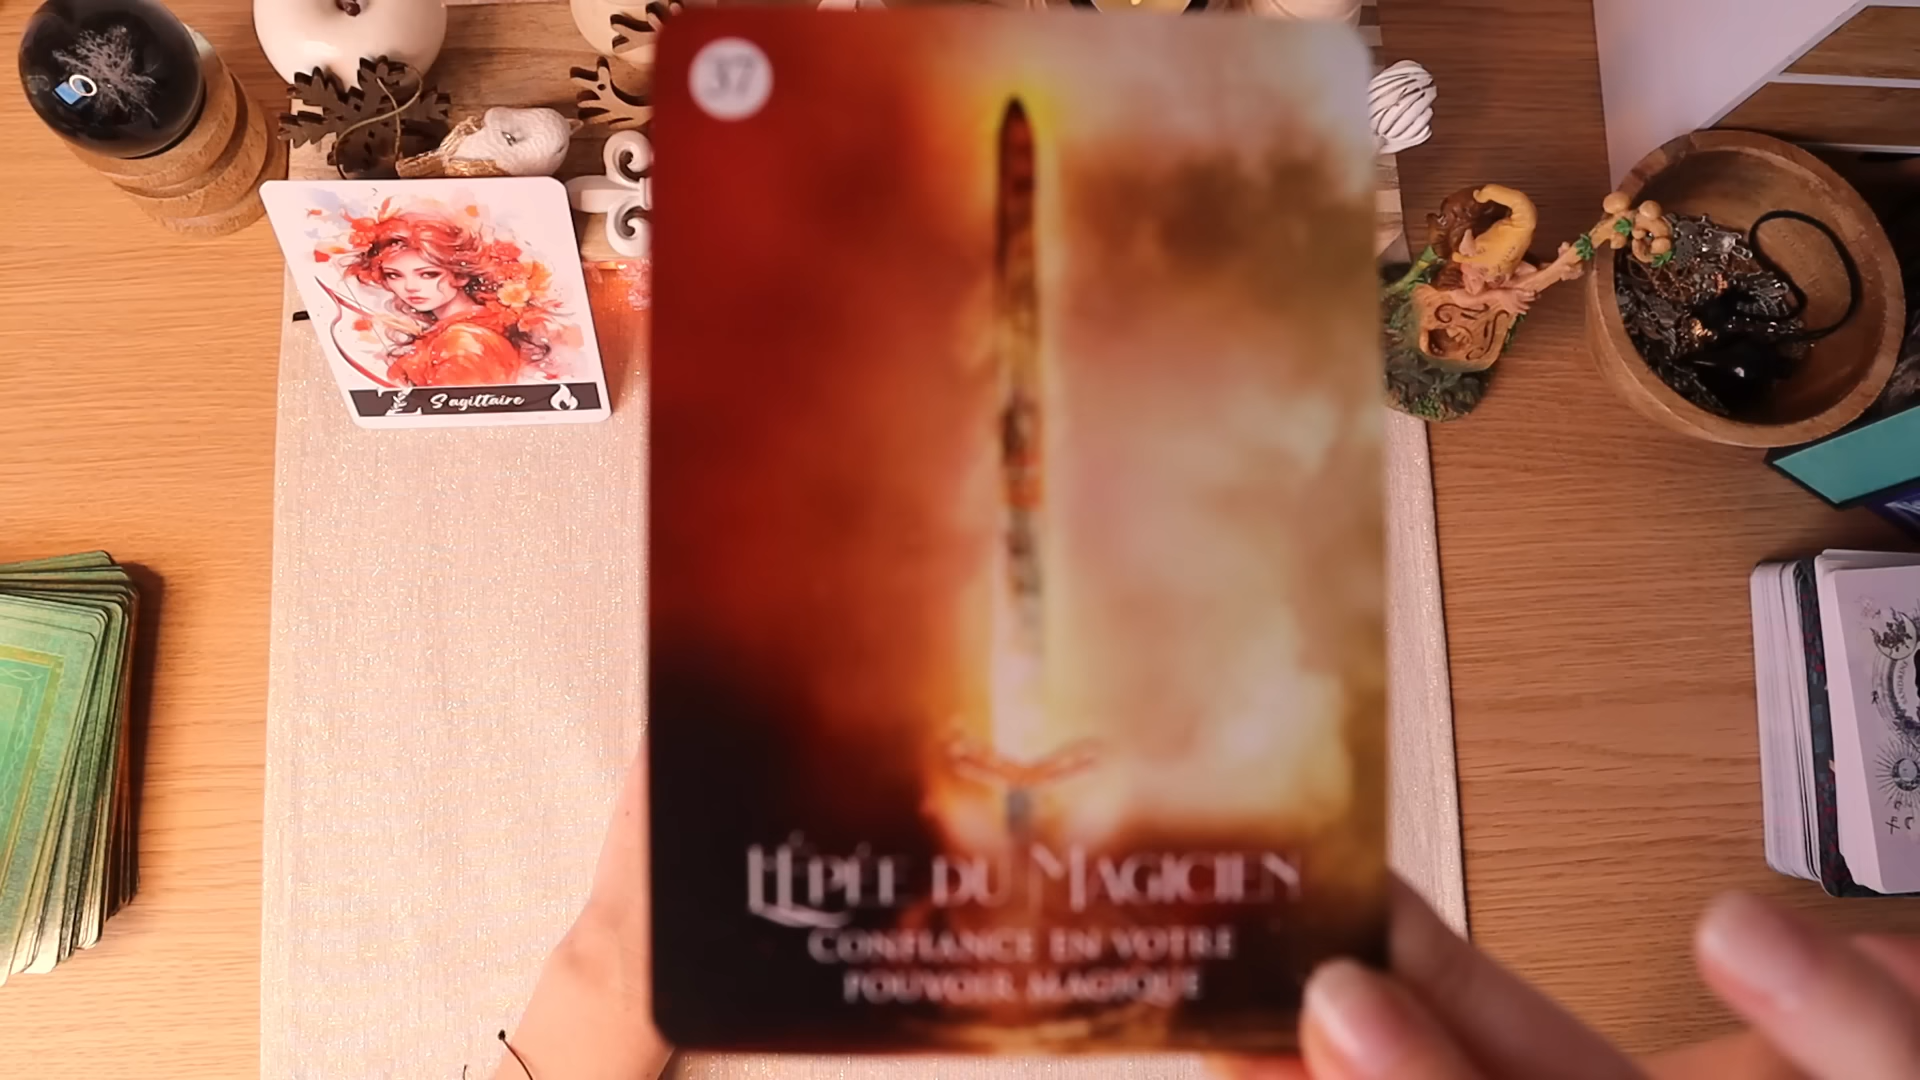 37
Sagittaire
L'ÉPÉE DU MAGICIEN
CONFIANCE EN VOTRE
POUVOIR MAGIQUE